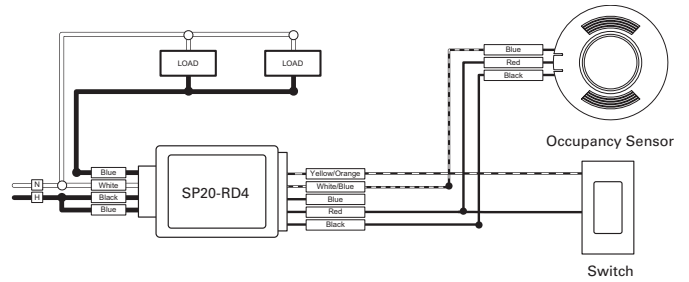 LOAD
LOAD
Blue
Red
Black
Occupancy Sensor
Blue
White
Black
Blue
N
H
SP20-RD4
Yellow/Orange
White/Blue
Blue
Red
Black
Switch